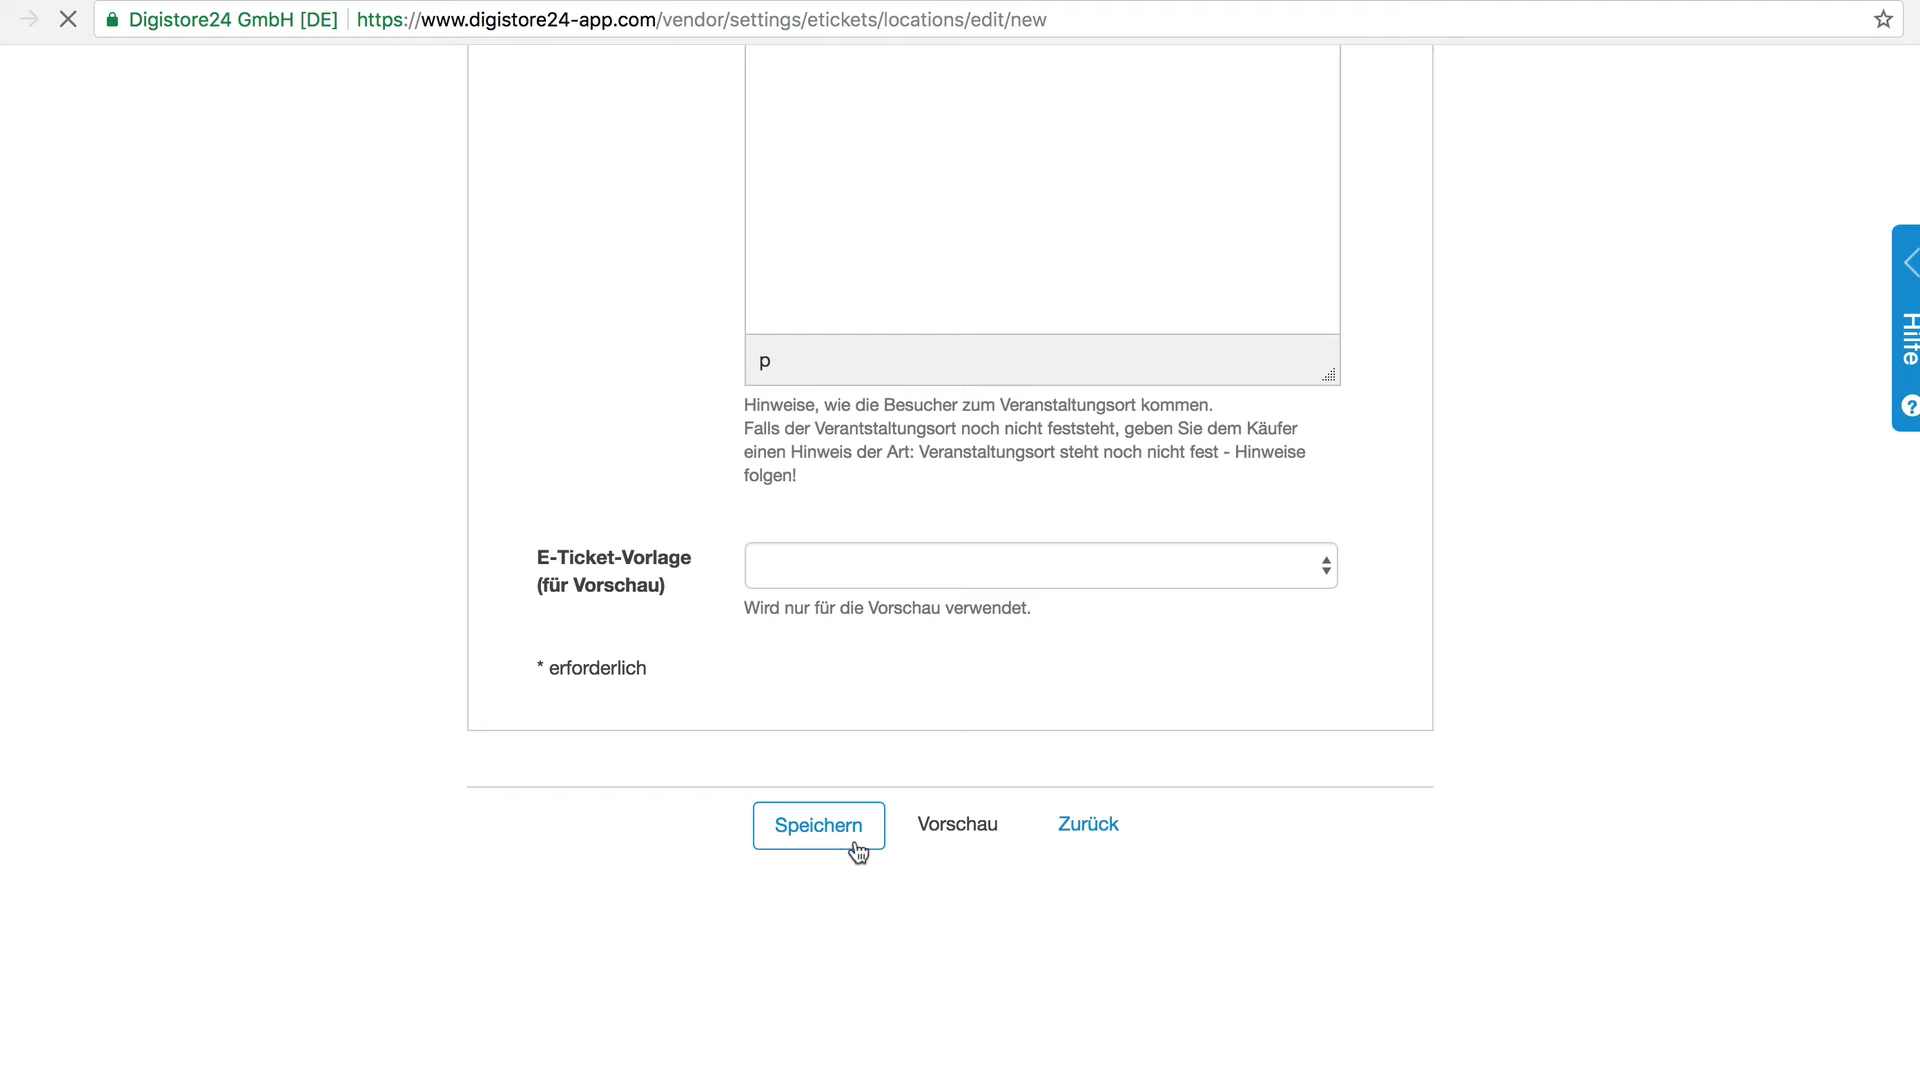 Digistore24 GmbH [DE] https://www.digistore24-app.com/vendor/settings/etickets/locations/edit/new
p
Hinweise, wie die Besucher zum Veranstaltungsort kommen.
Falls der Verantstaltungsort noch nicht feststeht, geben Sie dem Käufer
einen Hinweis der Art: Veranstaltungsort steht noch nicht fest - Hinweise
folgen!
E-Ticket-Vorlage
(für Vorschau)
Wird nur für die Vorschau verwendet.
* erforderlich
Speichern Vorschau Zurück
Hilfe
?